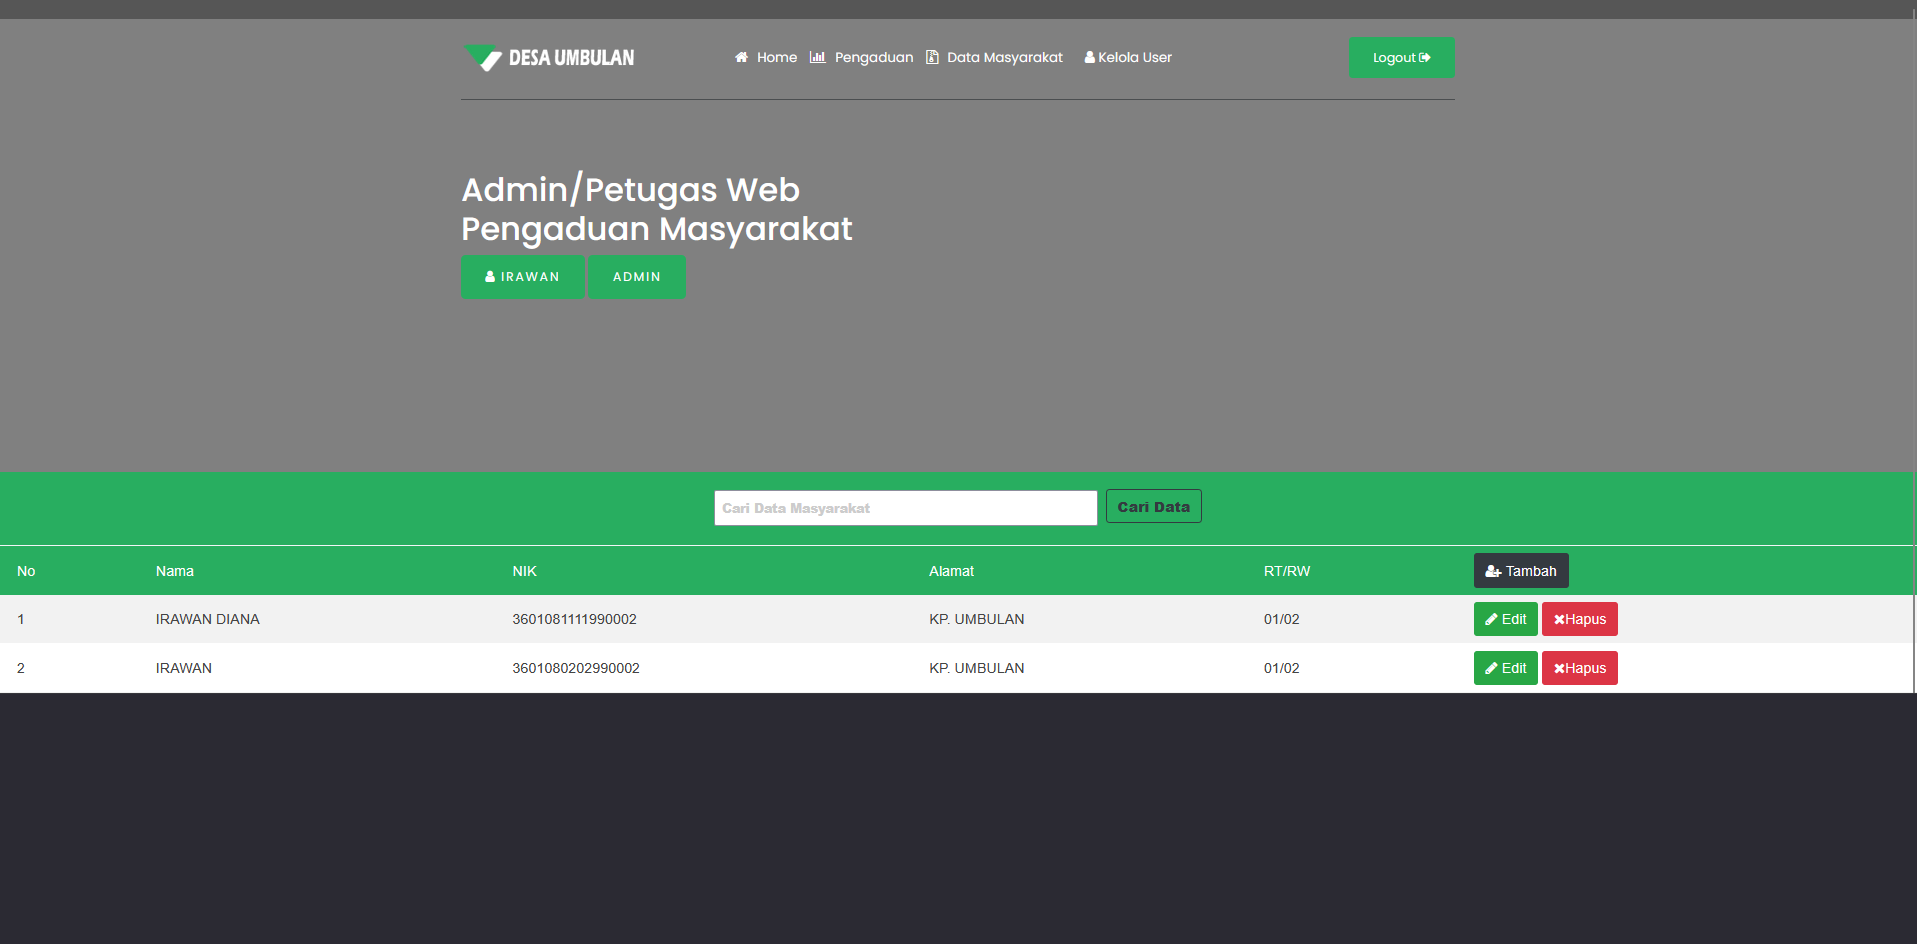 DESA UMBULAN
Home Pengaduan Data Masyarakat Kelola User
Logout
Admin/Petugas Web
Pengaduan Masyarakat
IRAWAN ADMIN
Cari Data Masyarakat Cari Data
No Nama NIK Alamat RT/RW Tambah
1 IRAWAN DIANA 3601081111990002 KP. UMBULAN 01/02 Edit Hapus
2 IRAWAN 3601080202990002 KP. UMBULAN 01/02 Edit Hapus